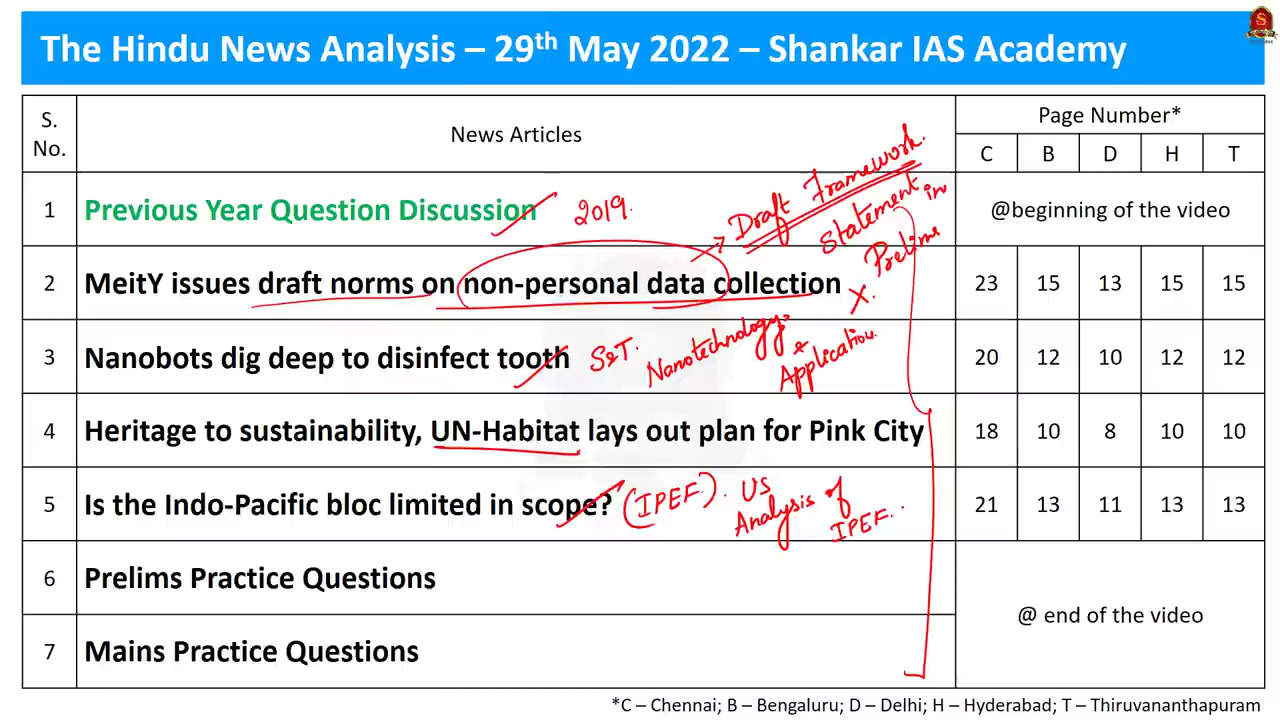 The Hindu News Analysis – 29th May 2022 – Shankar IAS Academy
S. No.
News Articles
Page Number*
C B D H T
1 Previous Year Question Discussion 2019. @beginning of the video
Draft Framework.
Statement in
Prelims
2 MeitY issues draft norms on non-personal data collection 23 15 13 15 15
3 Nanobots dig deep to disinfect tooth S&T. 20 12 10 12 12
Nanotechnology
& Application.
4 Heritage to sustainability, UN-Habitat lays out plan for Pink City 18 10 8 10 10
5 Is the Indo-Pacific bloc limited in scope? (IPEF). US 21 13 11 13 13
Analysis of
IPEF.
6 Prelims Practice Questions
@ end of the video
7 Mains Practice Questions
*C – Chennai; B – Bengaluru; D – Delhi; H – Hyderabad; T – Thiruvananthapuram